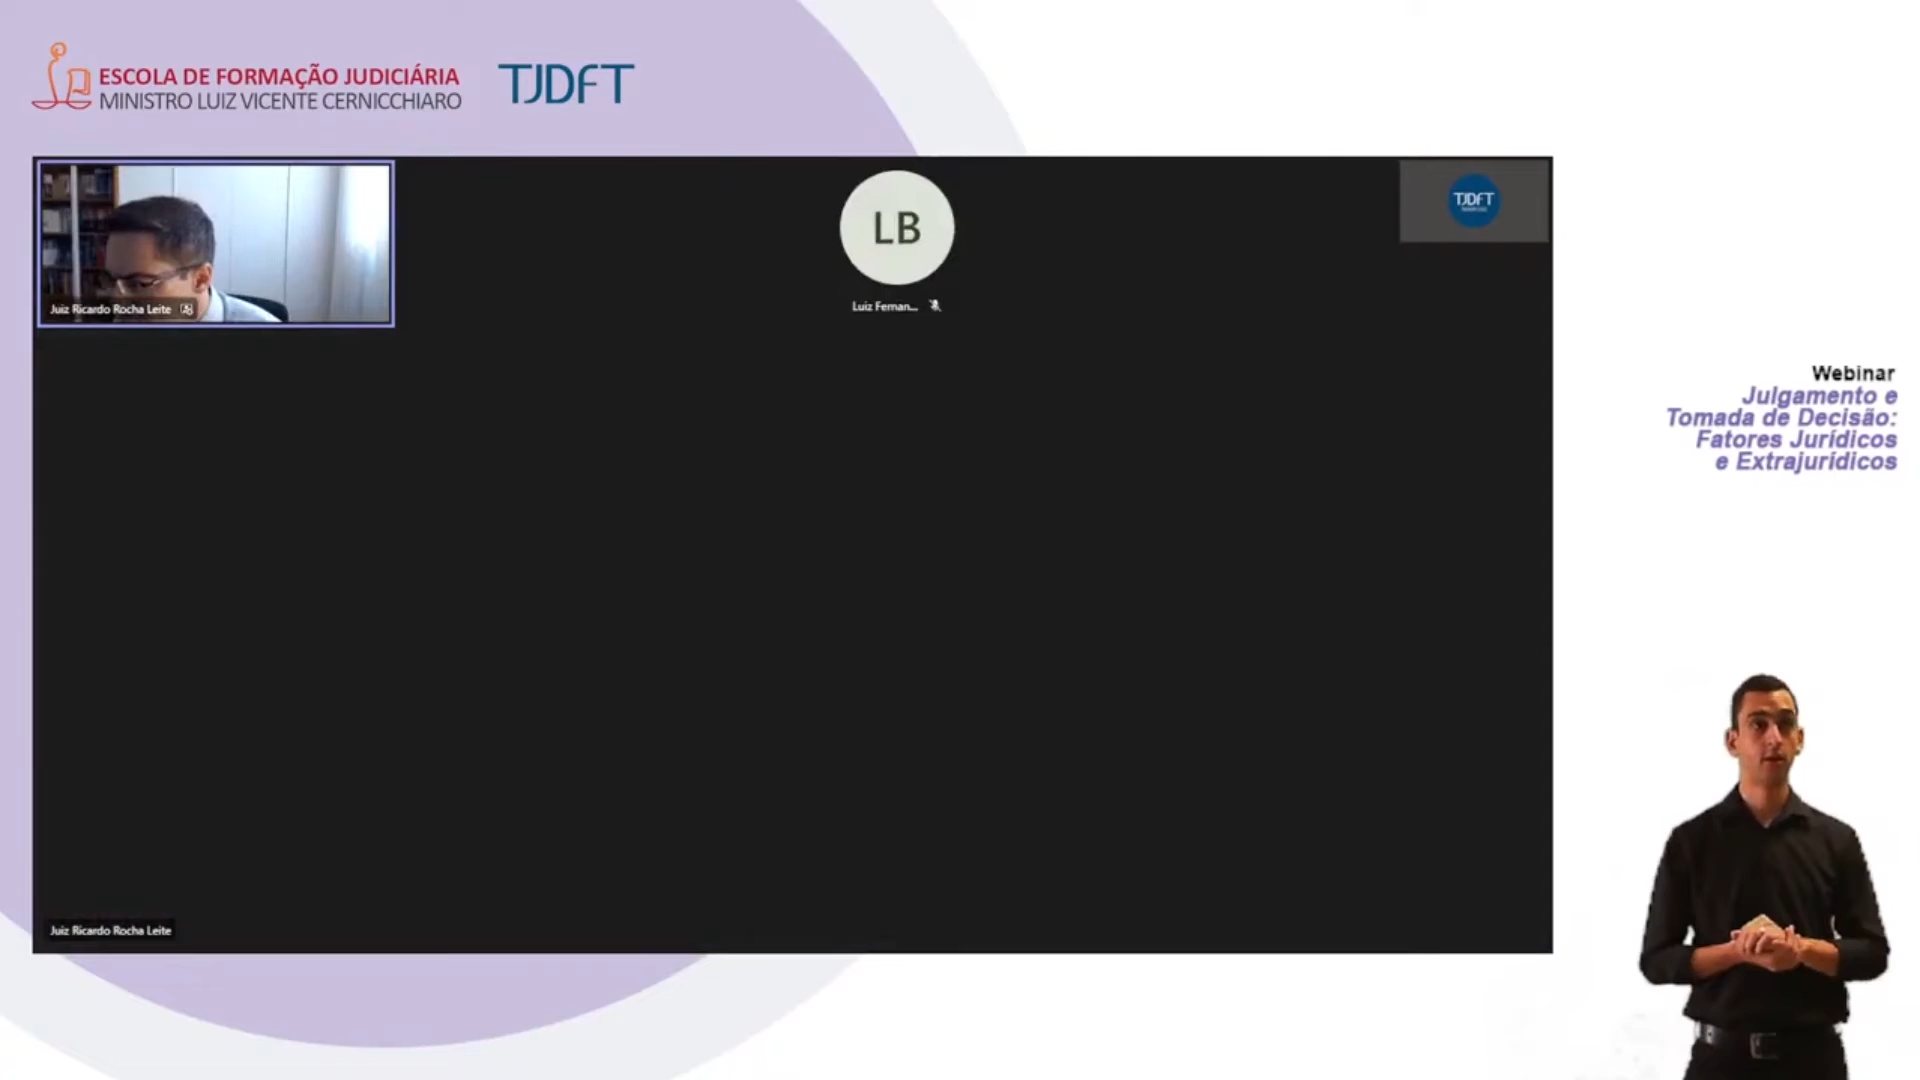 ESCOLA DE FORMAÇÃO JUDICIÁRIA
MINISTRO LUIZ VICENTE CERNICCHIARO
TJDFT
Juiz Ricardo Rocha Leite
LB
Luiz Fernan...
TJDFT
Webinar
Julgamento e
Tomada de Decisão:
Fatores Jurídicos
e Extrajurídicos
Juiz Ricardo Rocha Leite